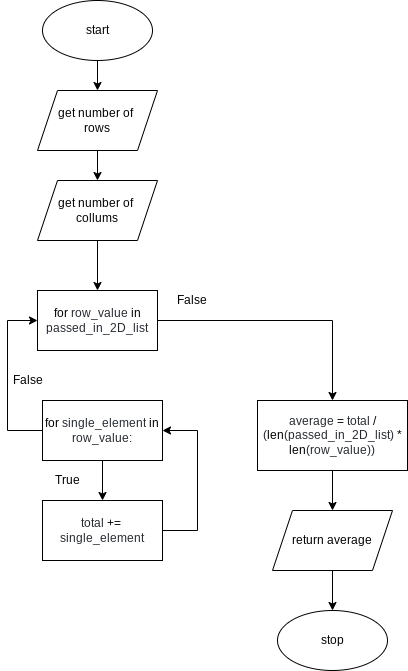 start
get number of
rows
get number of
collums
for row_value in
passed_in_2D_list
False
False
for single_element in
row_value:
True
total +=
single_element
average = total /
(len(passed_in_2D_list) *
len(row_value))
return average
stop